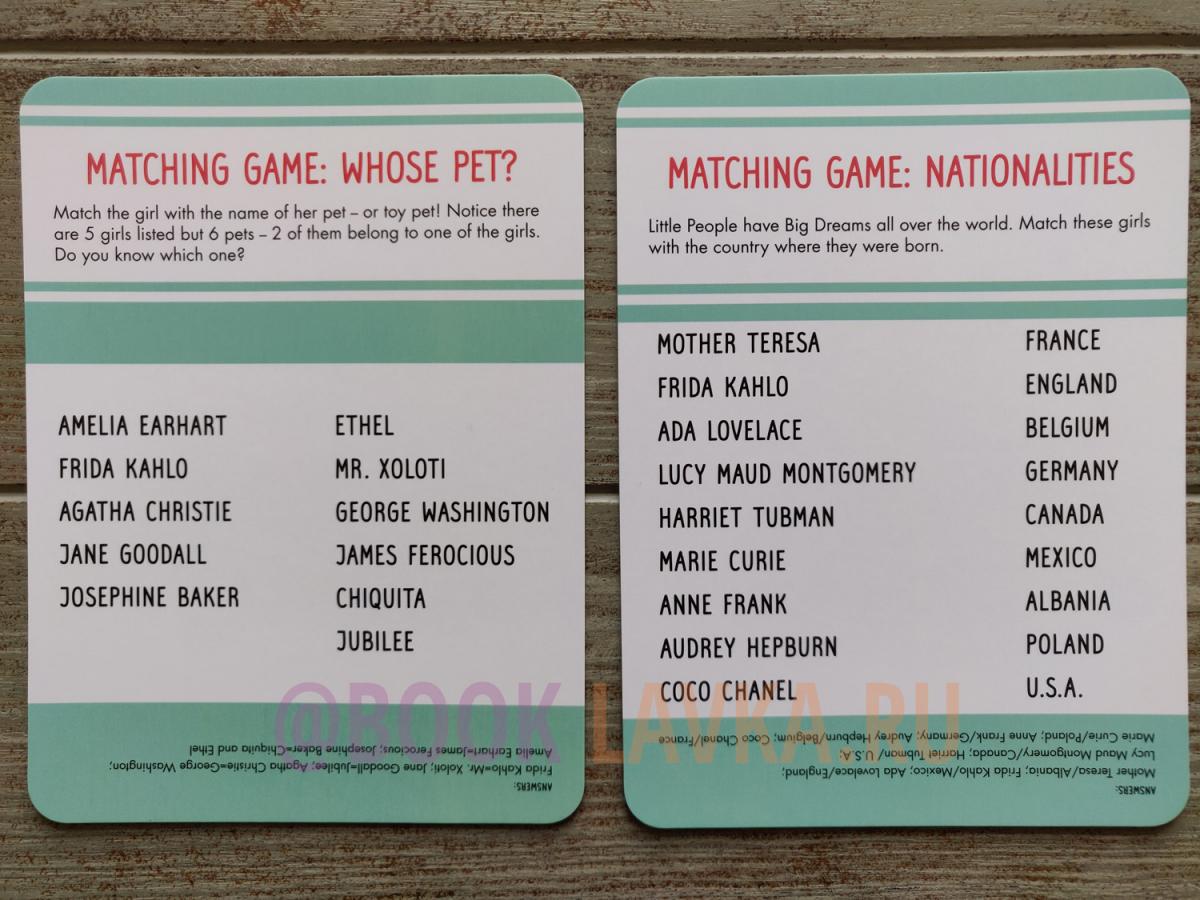 MATCHING GAME: WHOSE PET?
Match the girl with the name of her pet – or toy pet! Notice there
are 5 girls listed but 6 pets – 2 of them belong to one of the girls.
Do you know which one?
AMELIA EARHART
FRIDA KAHLO
AGATHA CHRISTIE
JANE GOODALL
JOSEPHINE BAKER
ETHEL
MR. XOLOTI
GEORGE WASHINGTON
JAMES FEROCIOUS
CHIQUITA
JUBILEE
ANSWERS:
Frida Kahlo=Mr. Xoloti; Jane Goodall=Jubilee; Agatha Christie=George Washington;
Amelia Earhart=James Ferocious; Josephine Baker=Chiquita and Ethel
MATCHING GAME: NATIONALITIES
Little People have Big Dreams all over the world. Match these girls
with the country where they were born.
MOTHER TERESA
FRIDA KAHLO
ADA LOVELACE
LUCY MAUD MONTGOMERY
HARRIET TUBMAN
MARIE CURIE
ANNE FRANK
AUDREY HEPBURN
COCO CHANEL
FRANCE
ENGLAND
BELGIUM
GERMANY
CANADA
MEXICO
ALBANIA
POLAND
U.S.A.
ANSWERS:
Mother Teresa/Albania; Frida Kahlo/Mexico; Ada Lovelace/England;
Lucy Maud Montgomery/Canada; Harriet Tubman/U.S.A;
Marie Curie/Poland; Anne Frank/Germany; Audrey Hepburn/Belgium; Coco Chanel/France
@BOOK LAVKA.RU